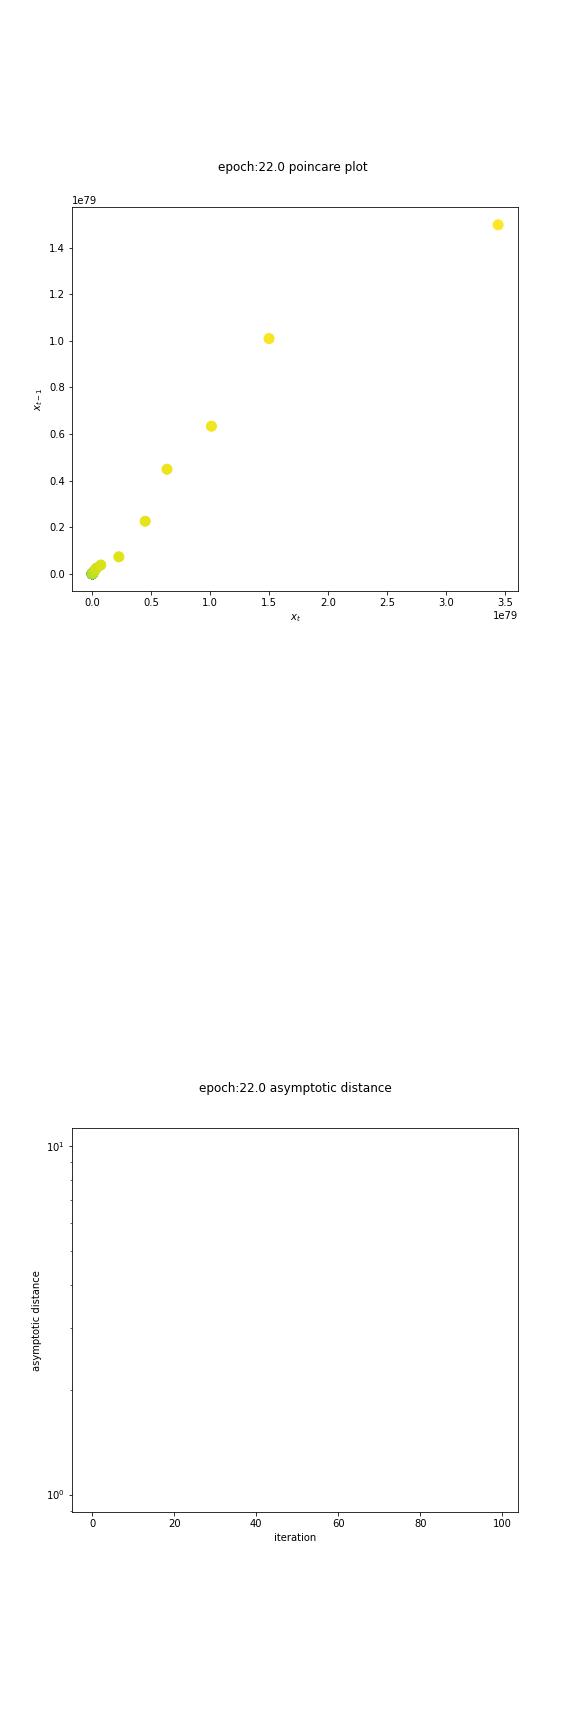 epoch:22.0 poincare plot
1e79
1.4
1.2
1.0
0.8
0.6
0.4
0.2
0.0
x_{t-1}
0.0 0.5 1.0 1.5 2.0 2.5 3.0 3.5
1e79
x_t
epoch:22.0 asymptotic distance
10^1
10^0
asymptotic distance
0 20 40 60 80 100
iteration